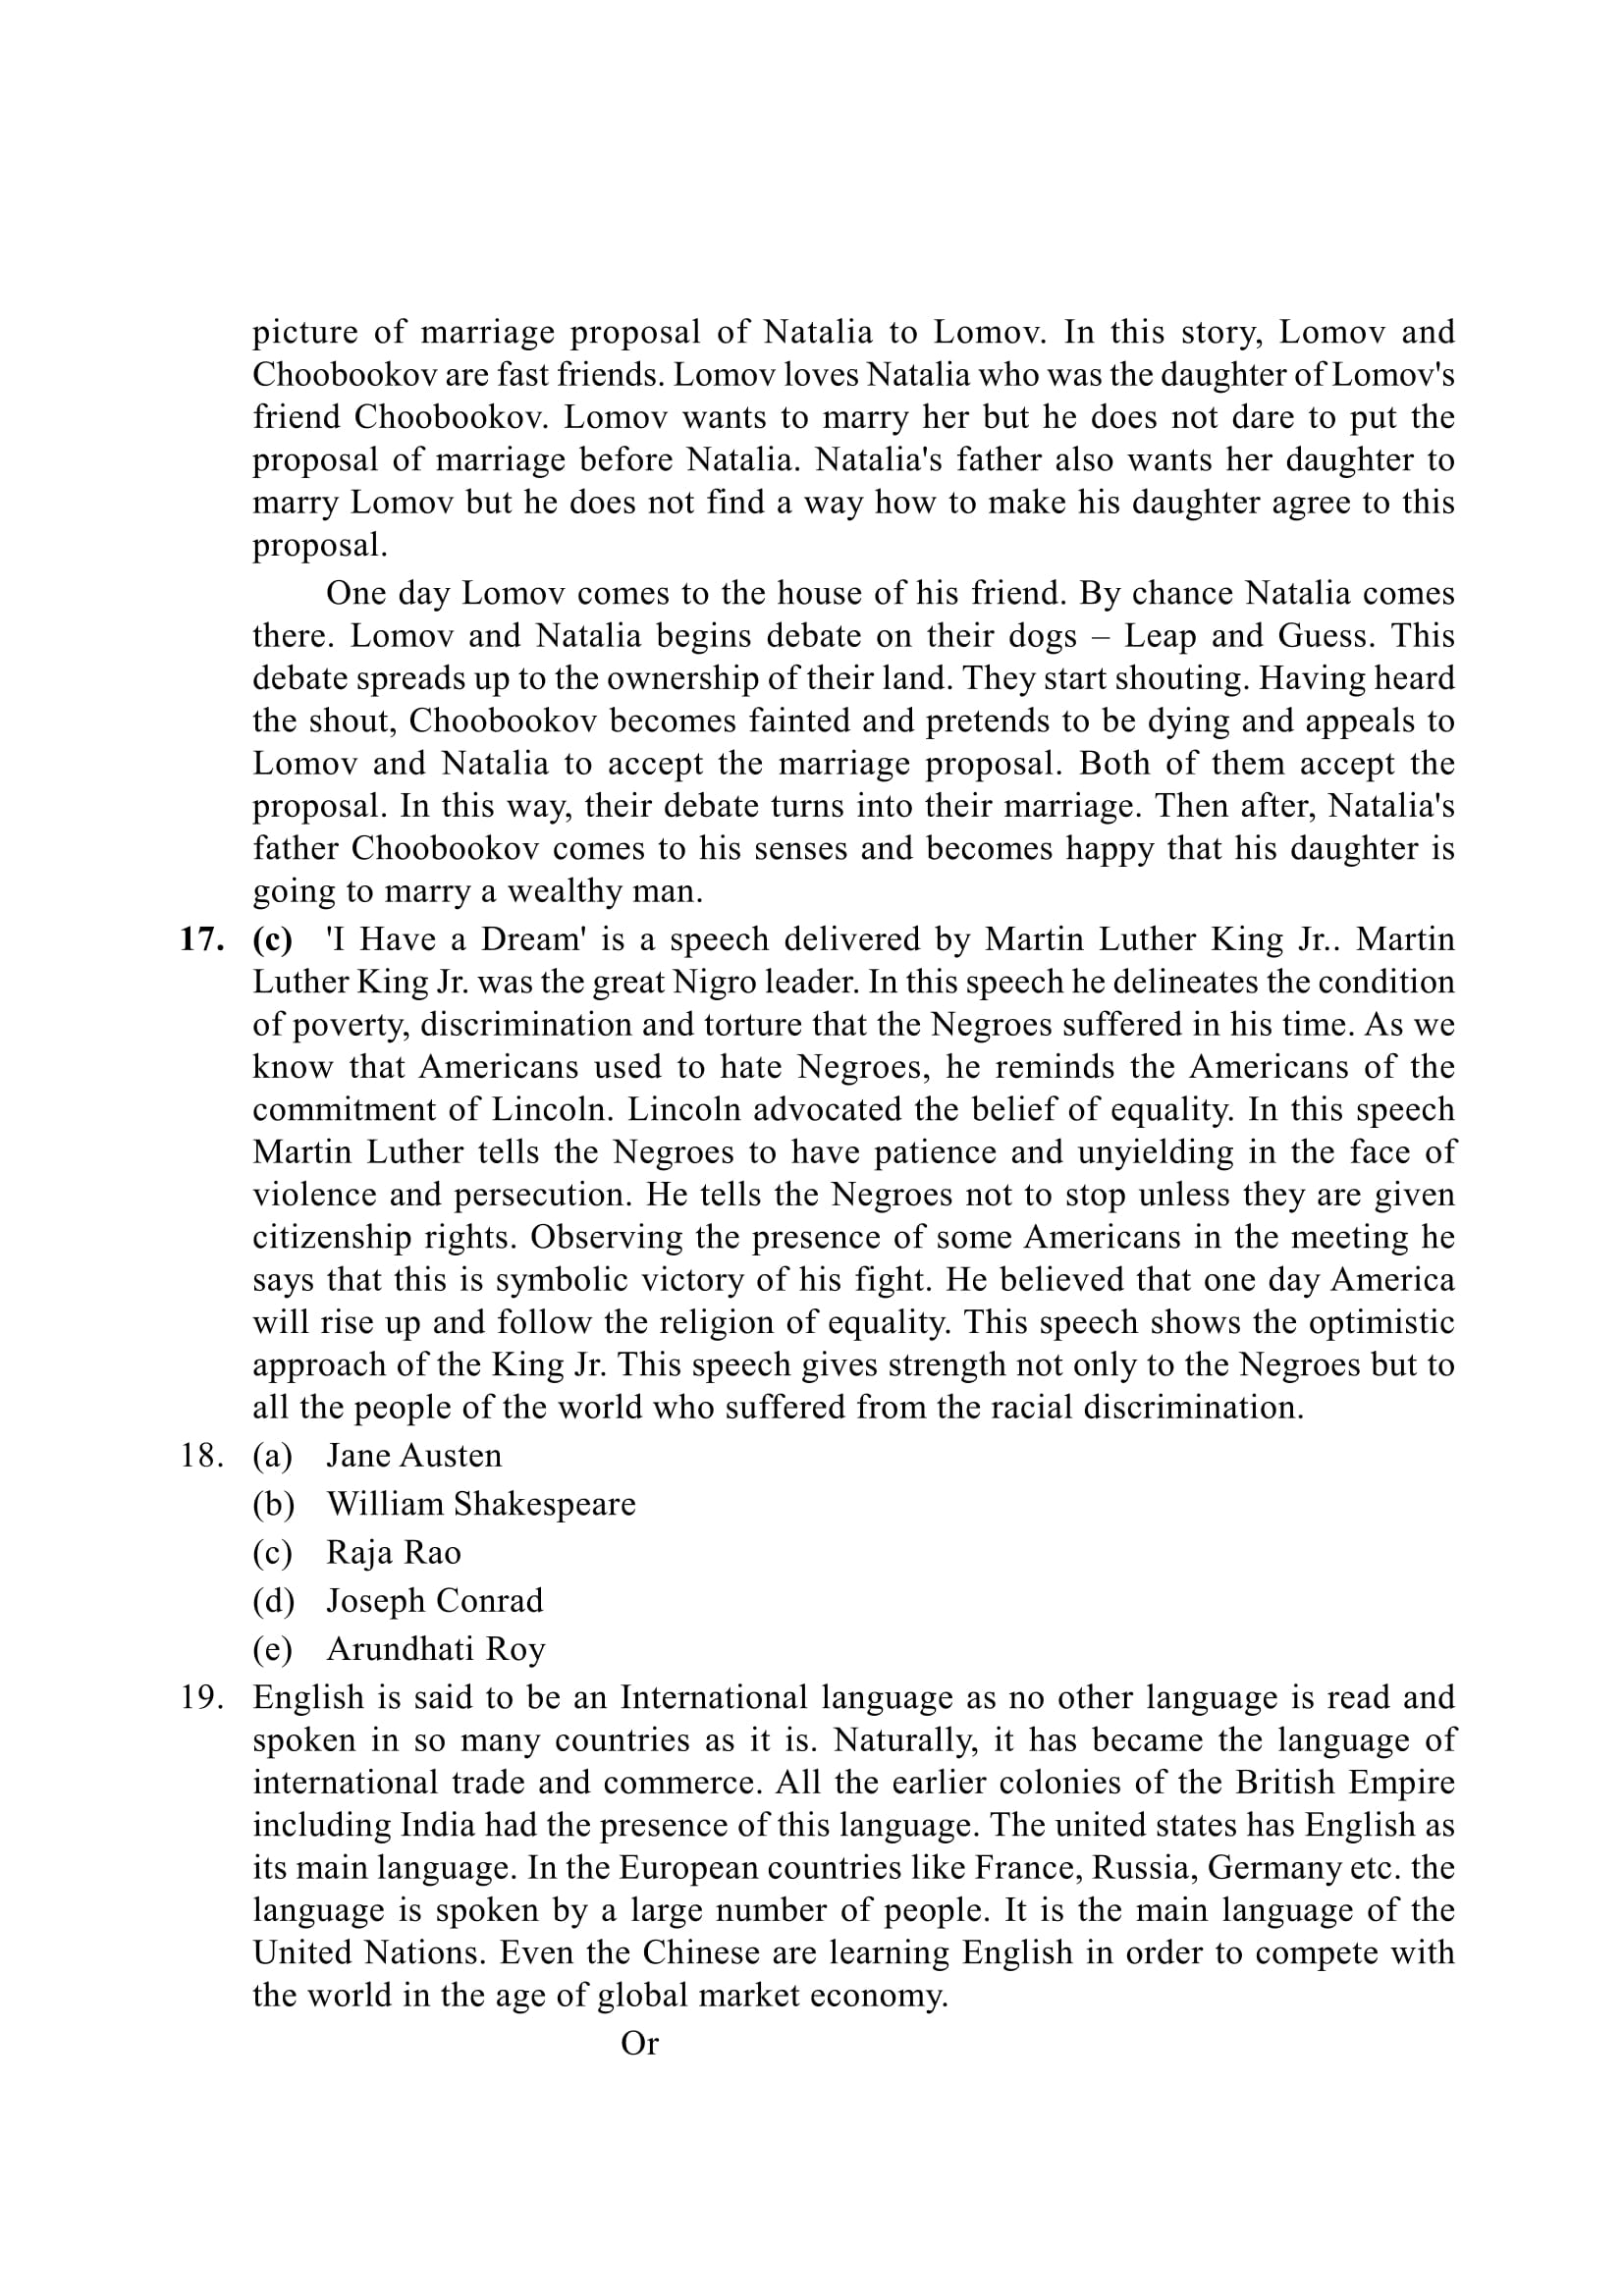 picture of marriage proposal of Natalia to Lomov. In this story, Lomov and
Choobookov are fast friends. Lomov loves Natalia who was the daughter of Lomov's
friend Choobookov. Lomov wants to marry her but he does not dare to put the
proposal of marriage before Natalia. Natalia's father also wants her daughter to
marry Lomov but he does not find a way how to make his daughter agree to this
proposal.
One day Lomov comes to the house of his friend. By chance Natalia comes
there. Lomov and Natalia begins debate on their dogs – Leap and Guess. This
debate spreads up to the ownership of their land. They start shouting. Having heard
the shout, Choobookov becomes fainted and pretends to be dying and appeals to
Lomov and Natalia to accept the marriage proposal. Both of them accept the
proposal. In this way, their debate turns into their marriage. Then after, Natalia's
father Choobookov comes to his senses and becomes happy that his daughter is
going to marry a wealthy man.
17. (c) 'I Have a Dream' is a speech delivered by Martin Luther King Jr.. Martin
Luther King Jr. was the great Nigro leader. In this speech he delineates the condition
of poverty, discrimination and torture that the Negroes suffered in his time. As we
know that Americans used to hate Negroes, he reminds the Americans of the
commitment of Lincoln. Lincoln advocated the belief of equality. In this speech
Martin Luther tells the Negroes to have patience and unyielding in the face of
violence and persecution. He tells the Negroes not to stop unless they are given
citizenship rights. Observing the presence of some Americans in the meeting he
says that this is symbolic victory of his fight. He believed that one day America
will rise up and follow the religion of equality. This speech shows the optimistic
approach of the King Jr. This speech gives strength not only to the Negroes but to
all the people of the world who suffered from the racial discrimination.
18. (a) Jane Austen
(b) William Shakespeare
(c) Raja Rao
(d) Joseph Conrad
(e) Arundhati Roy
19. English is said to be an International language as no other language is read and
spoken in so many countries as it is. Naturally, it has became the language of
international trade and commerce. All the earlier colonies of the British Empire
including India had the presence of this language. The united states has English as
its main language. In the European countries like France, Russia, Germany etc. the
language is spoken by a large number of people. It is the main language of the
United Nations. Even the Chinese are learning English in order to compete with
the world in the age of global market economy.
Or